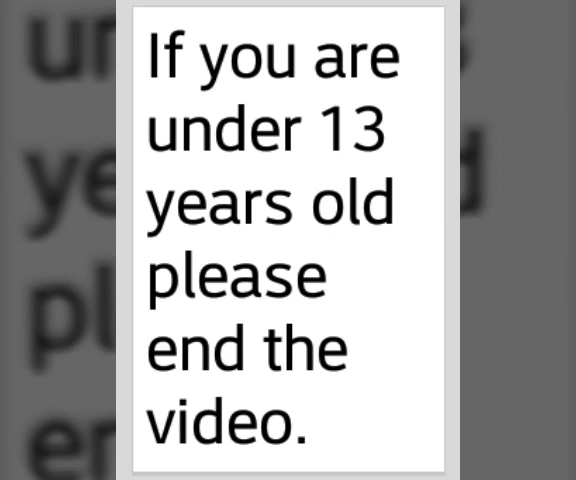 If you are
under 13
years old
please
end the
video.